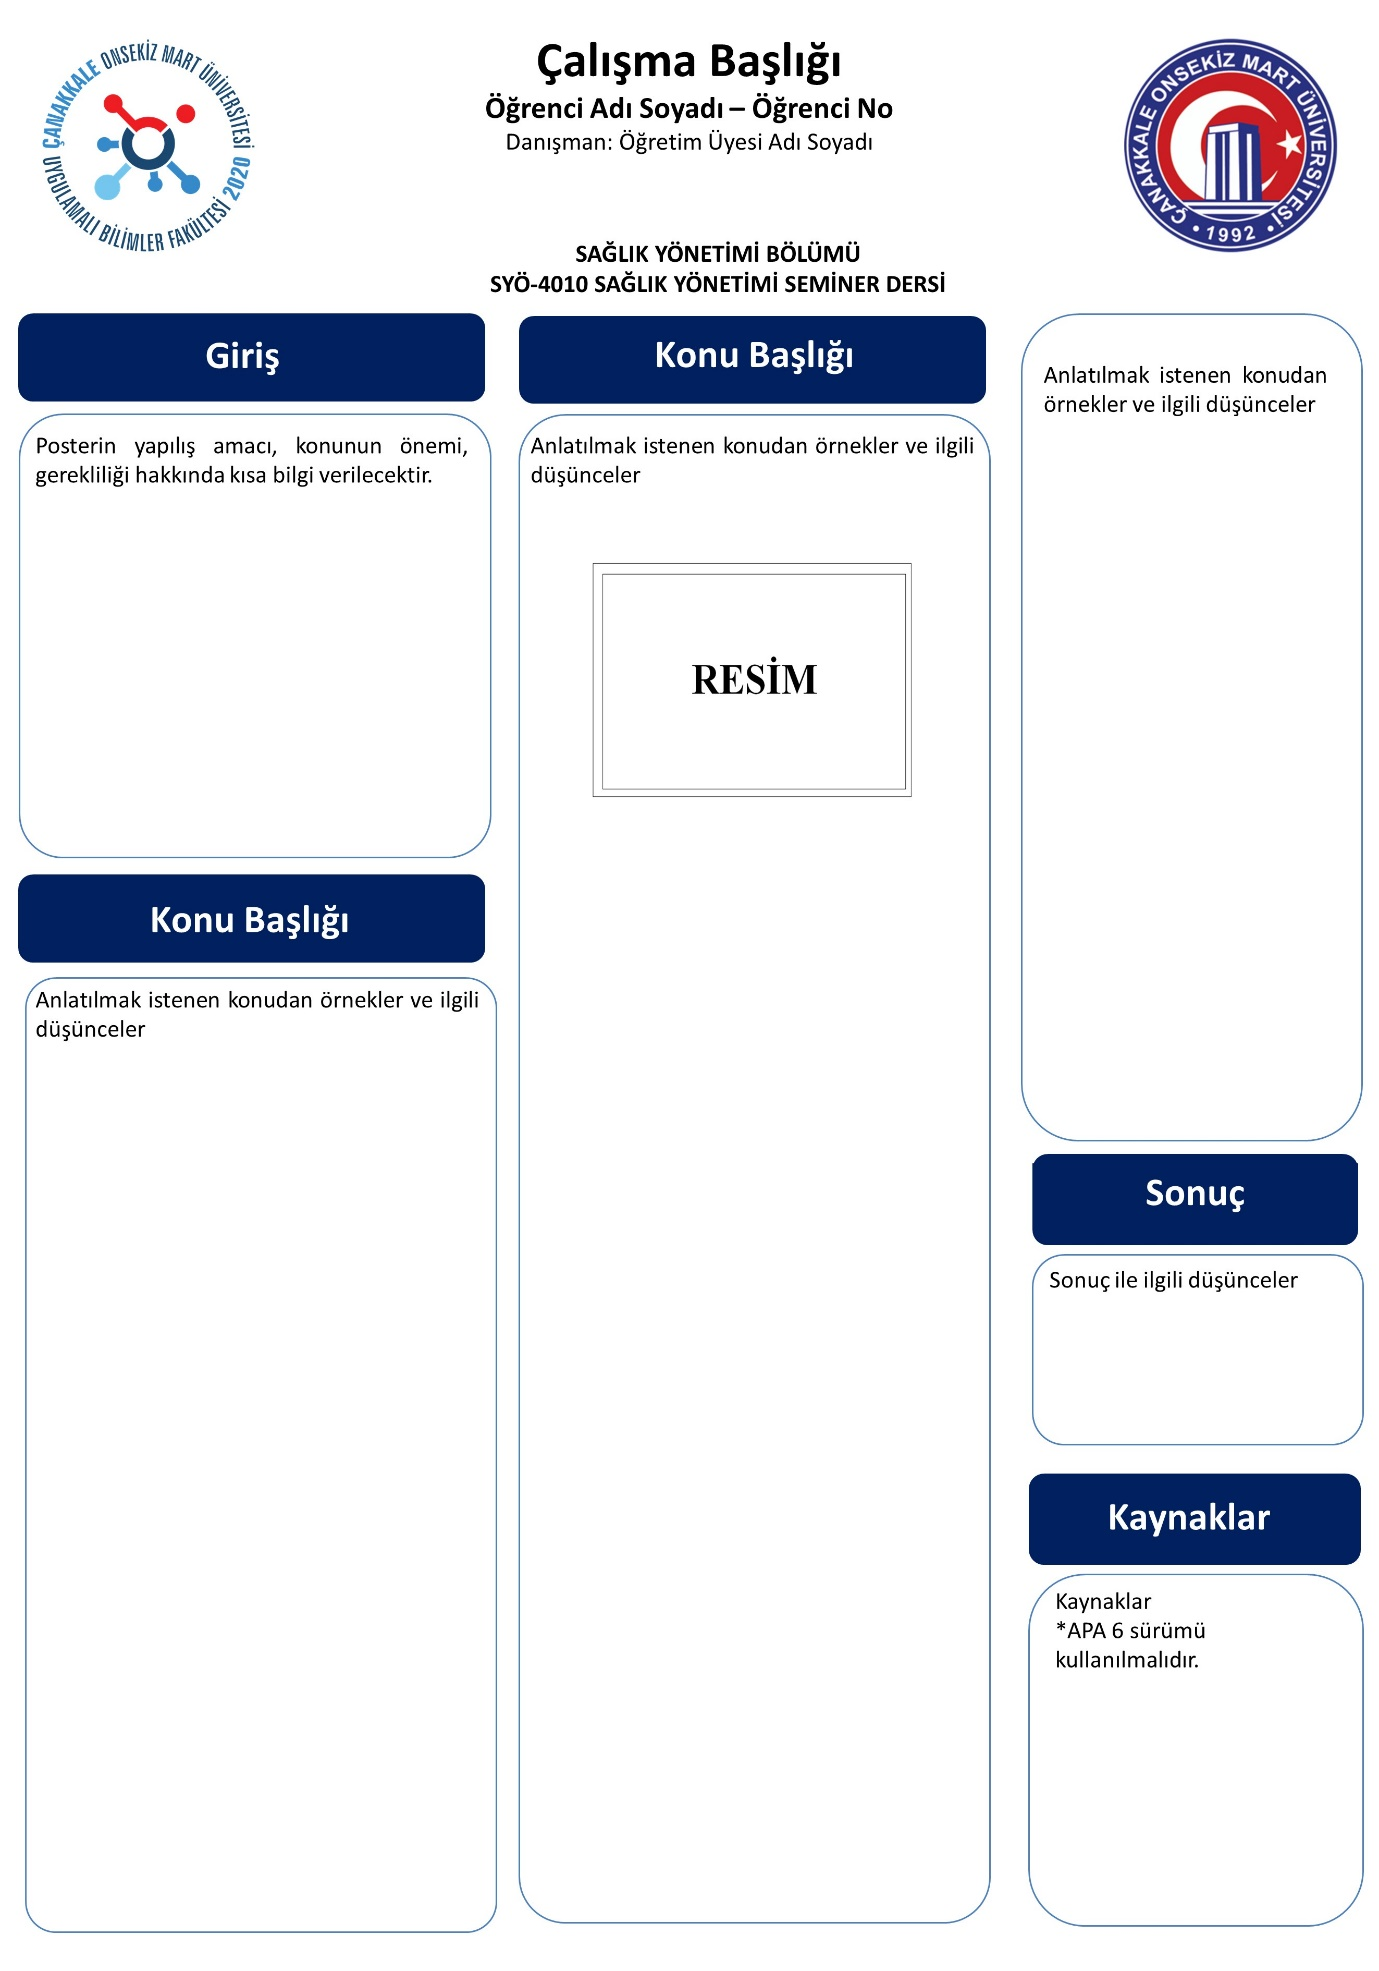 ÇANAKKALE ONSEKİZ MART ÜNİVERSİTESİ
UYGULAMALI BİLİMLER FAKÜLTESİ 2020
Çalışma Başlığı
Öğrenci Adı Soyadı – Öğrenci No
Danışman: Öğretim Üyesi Adı Soyadı
ÇANAKKALE ONSEKİZ MART ÜNİVERSİTESİ
• 1992 •
SAĞLIK YÖNETİMİ BÖLÜMÜ
SYÖ-4010 SAĞLIK YÖNETİMİ SEMİNER DERSİ
Giriş
Posterin yapılış amacı, konunun önemi,
gerekliliği hakkında kısa bilgi verilecektir.
Konu Başlığı
Anlatılmak istenen konudan örnekler ve ilgili
düşünceler
Konu Başlığı
Anlatılmak istenen konudan örnekler ve ilgili
düşünceler
RESİM
Anlatılmak istenen konudan
örnekler ve ilgili düşünceler
Sonuç
Sonuç ile ilgili düşünceler
Kaynaklar
Kaynaklar
*APA 6 sürümü
kullanılmalıdır.